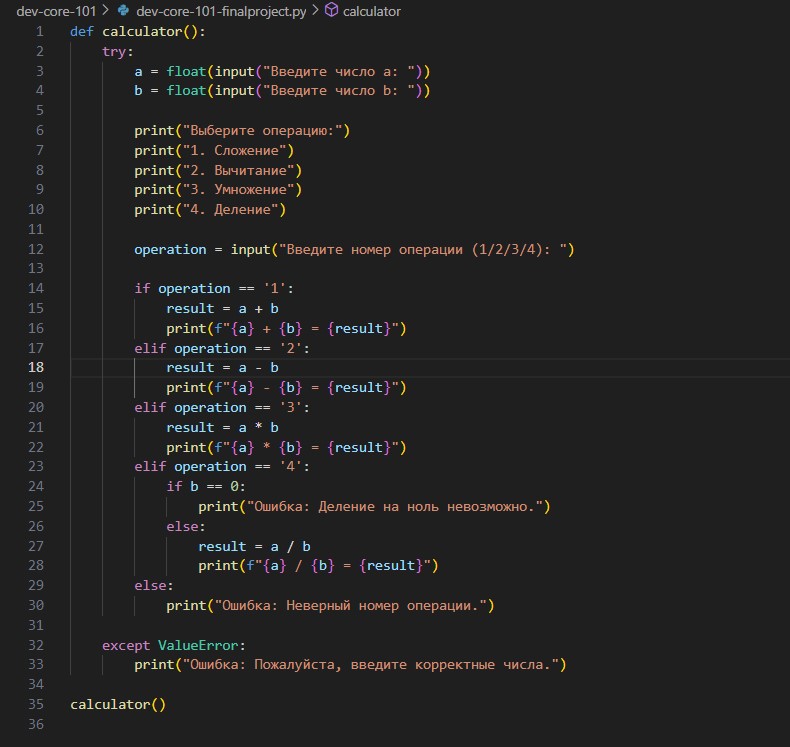 dev-core-101 > dev-core-101-finalproject.py > calculator
1 def calculator():
2     try:
3         a = float(input("Введите число a: "))
4         b = float(input("Введите число b: "))
5
6         print("Выберите операцию:")
7         print("1. Сложение")
8         print("2. Вычитание")
9         print("3. Умножение")
10         print("4. Деление")
11
12         operation = input("Введите номер операции (1/2/3/4): ")
13
14         if operation == '1':
15             result = a + b
16             print(f"{a} + {b} = {result}")
17         elif operation == '2':
18             result = a - b
19             print(f"{a} - {b} = {result}")
20         elif operation == '3':
21             result = a * b
22             print(f"{a} * {b} = {result}")
23         elif operation == '4':
24             if b == 0:
25                 print("Ошибка: Деление на ноль невозможно.")
26             else:
27                 result = a / b
28                 print(f"{a} / {b} = {result}")
29         else:
30             print("Ошибка: Неверный номер операции.")
31
32     except ValueError:
33         print("Ошибка: Пожалуйста, введите корректные числа.")
34
35 calculator()
36